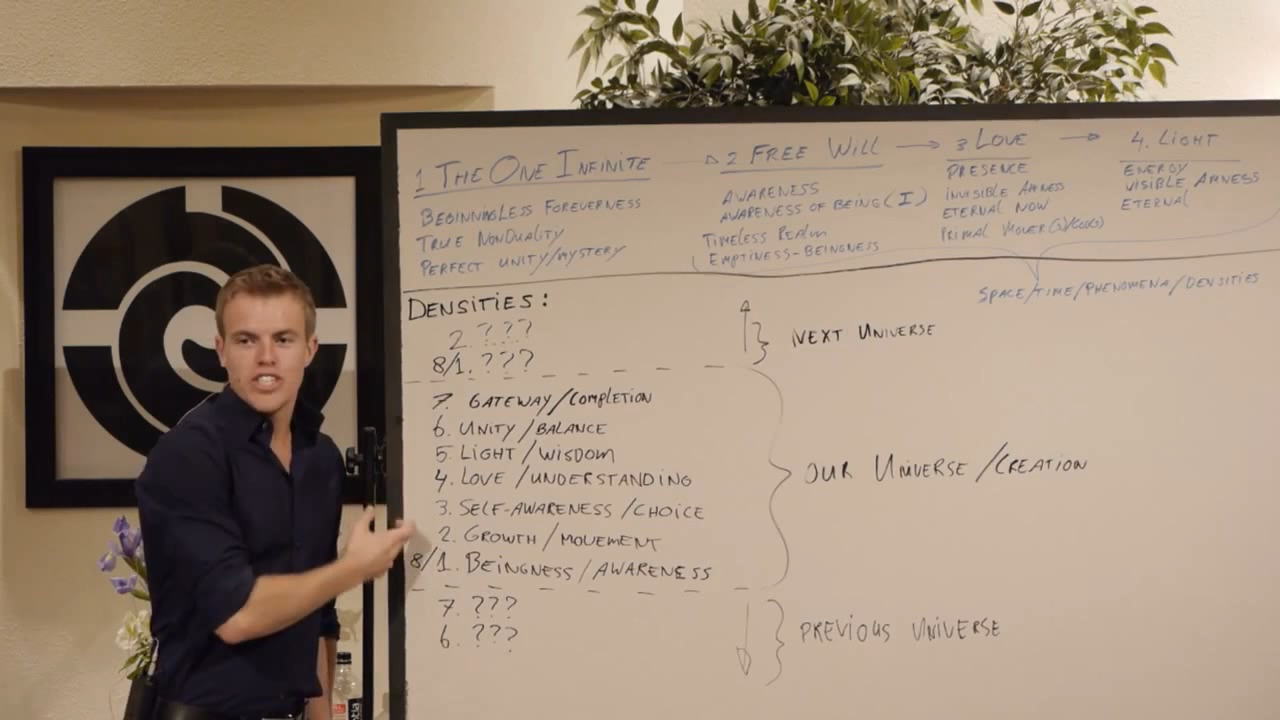 1 THE ONE INFINITE → 2 FREE WILL → 3 LOVE → 4. LIGHT
BEGINNINGLESS FOREVERNESS
TRUE NONDUALITY
PERFECT UNITY/MYSTERY
AWARENESS
AWARENESS OF BEING (I)
TIMELESS REALM
EMPTINESS-BEINGNESS
PRESENCE
INVISIBLE AMNESS
ETERNAL NOW
PRIMAL MOVER(S)/
ENERGY
VISIBLE AMNESS
ETERNAL
SPACE/TIME/PHENOMENA/DENSITIES
DENSITIES:
2. ???
8/1. ???
NEXT UNIVERSE
7. GATEWAY/COMPLETION
6. UNITY/BALANCE
5. LIGHT/WISDOM
4. LOVE/UNDERSTANDING
3. SELF-AWARENESS/CHOICE
2. GROWTH/MOVEMENT
8/1. BEINGNESS/AWARENESS
OUR UNIVERSE/CREATION
7. ???
6. ???
PREVIOUS UNIVERSE